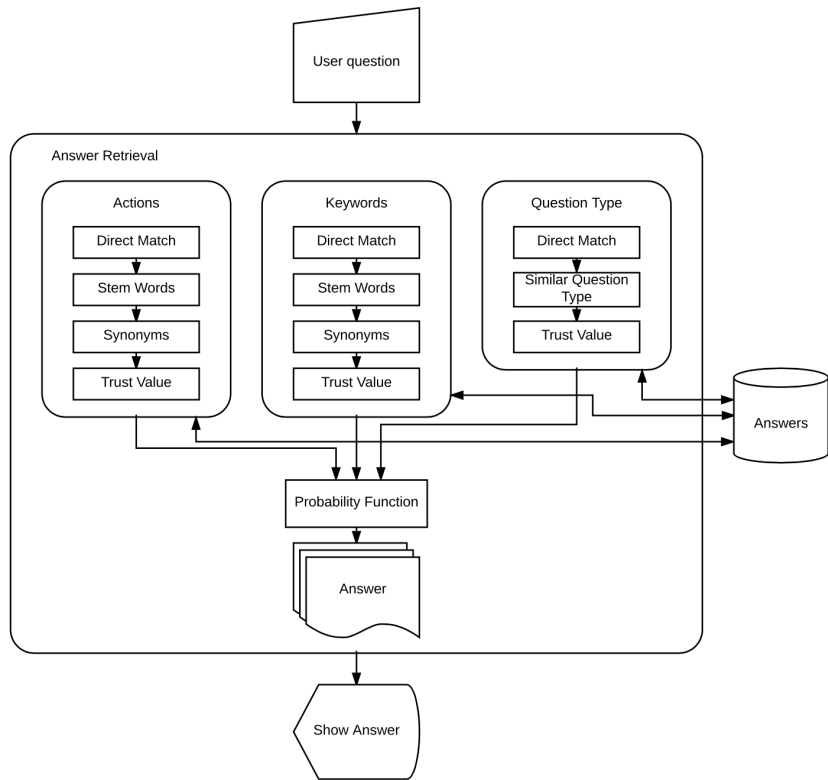 User question
Answer Retrieval
Actions
Direct Match
Stem Words
Synonyms
Trust Value
Keywords
Direct Match
Stem Words
Synonyms
Trust Value
Question Type
Direct Match
Similar Question
Type
Trust Value
Answers
Probability Function
Answer
Show Answer